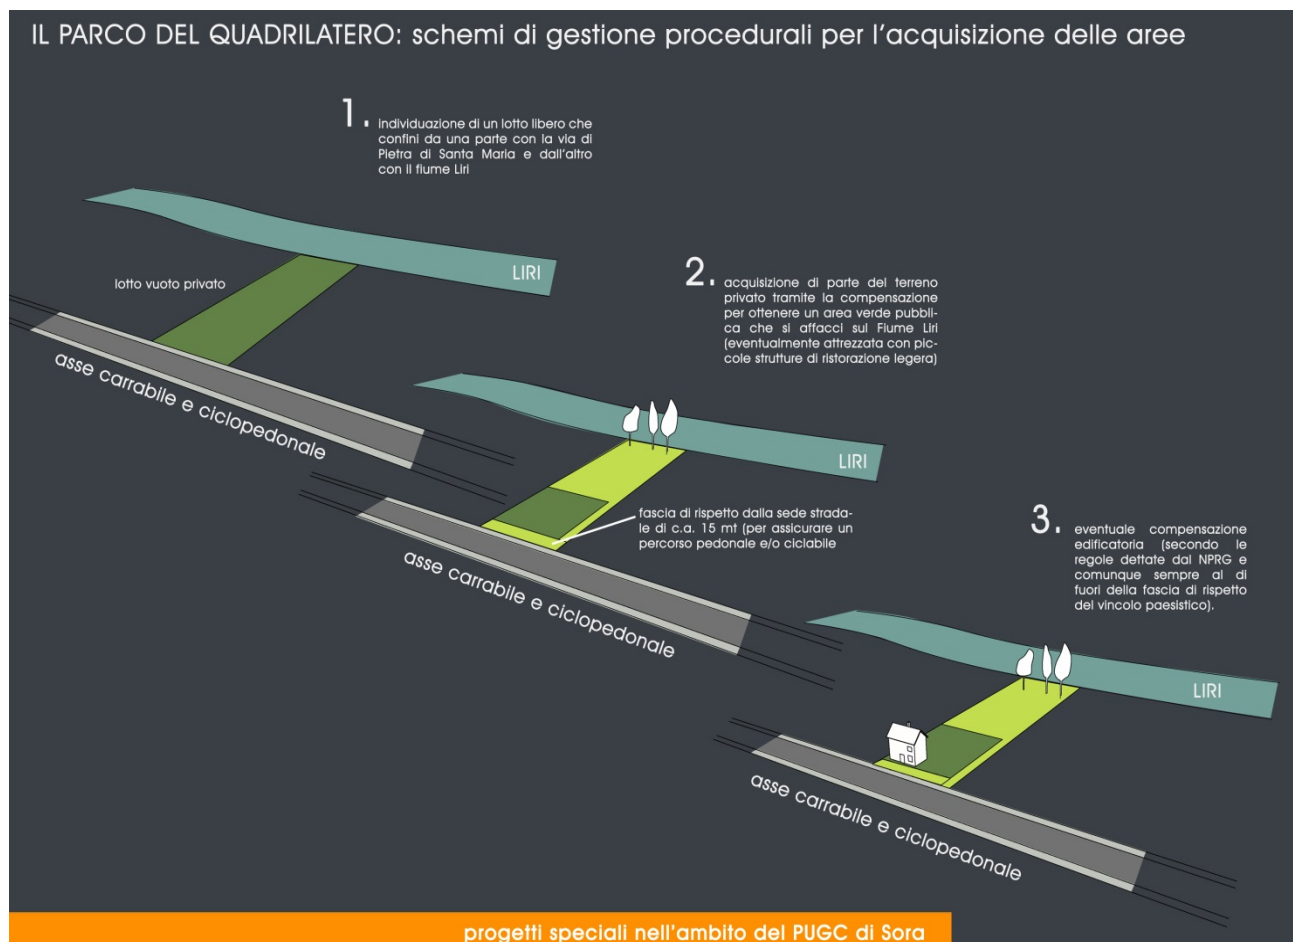 IL PARCO DEL QUADRILATERO: schemi di gestione procedurali per l'acquisizione delle aree
1. individuazione di un lotto libero che
confini da una parte con la via di
Pietra di Santa Maria e dall'altro
con il fiume Liri
LIRI
lotto vuoto privato
asse carrabile e ciclopedonale
2. acquisizione di parte del terreno
privato tramite la compensazione
per ottenere un area verde pubbli-
ca che si affacci sul Fiume Liri
(eventualmente attrezzata con pic-
cole strutture di ristorazione legera)
LIRI
fascia di rispetto dalla sede strada-
le di c.a. 15 mt (per assicurare un
percorso pedonale e/o ciclabile
asse carrabile e ciclopedonale
3. eventuale compensazione
edificatoria (secondo le
regole dettate dal NPRG e
comunque sempre al di
fuori della fascia di rispetto
del vincolo paesistico).
LIRI
asse carrabile e ciclopedonale
progetti speciali nell'ambito del PUGC di Sora